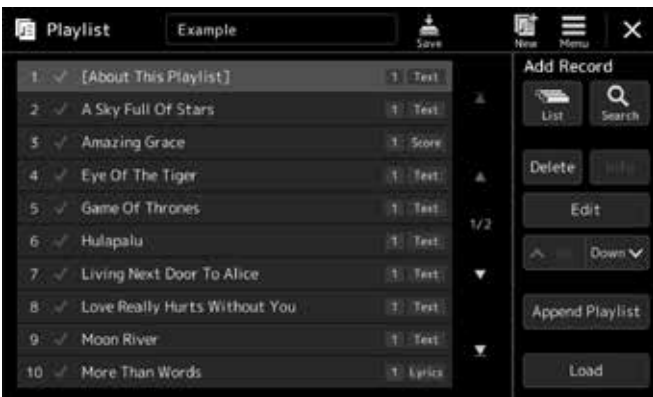 Playlist Example Save New Menu
Add Record
1 [About This Playlist] 1 Text
2 A Sky Full Of Stars 1 Text
3 Amazing Grace 1 Score
4 Eye Of The Tiger 1 Text
5 Game Of Thrones 1 Text
6 Hulapalu 1 Text
7 Living Next Door To Alice 1 Text
8 Love Really Hurts Without You 1 Text
9 Moon River 1 Text
10 More Than Words 1 Lyrics
1/2
List Search
Delete Info
Edit
Down
Append Playlist
Load